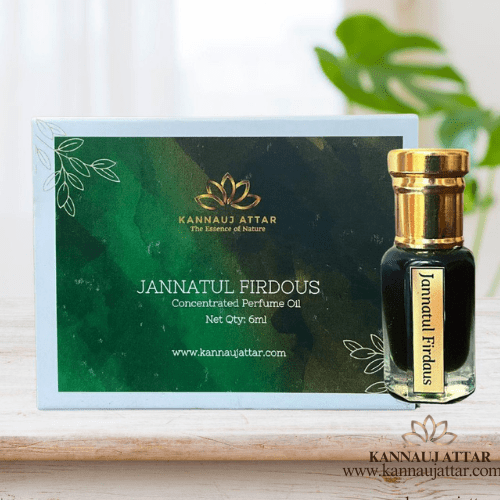 KANNAUJ ATTAR
The Essence of Nature
JANNATUL FIRDOUS
Concentrated Perfume Oil
Net Qty: 6ml
www.kannaujattar.com
Jannatul Firdaus
KANNAUJ ATTAR
www.kannaujattar.com